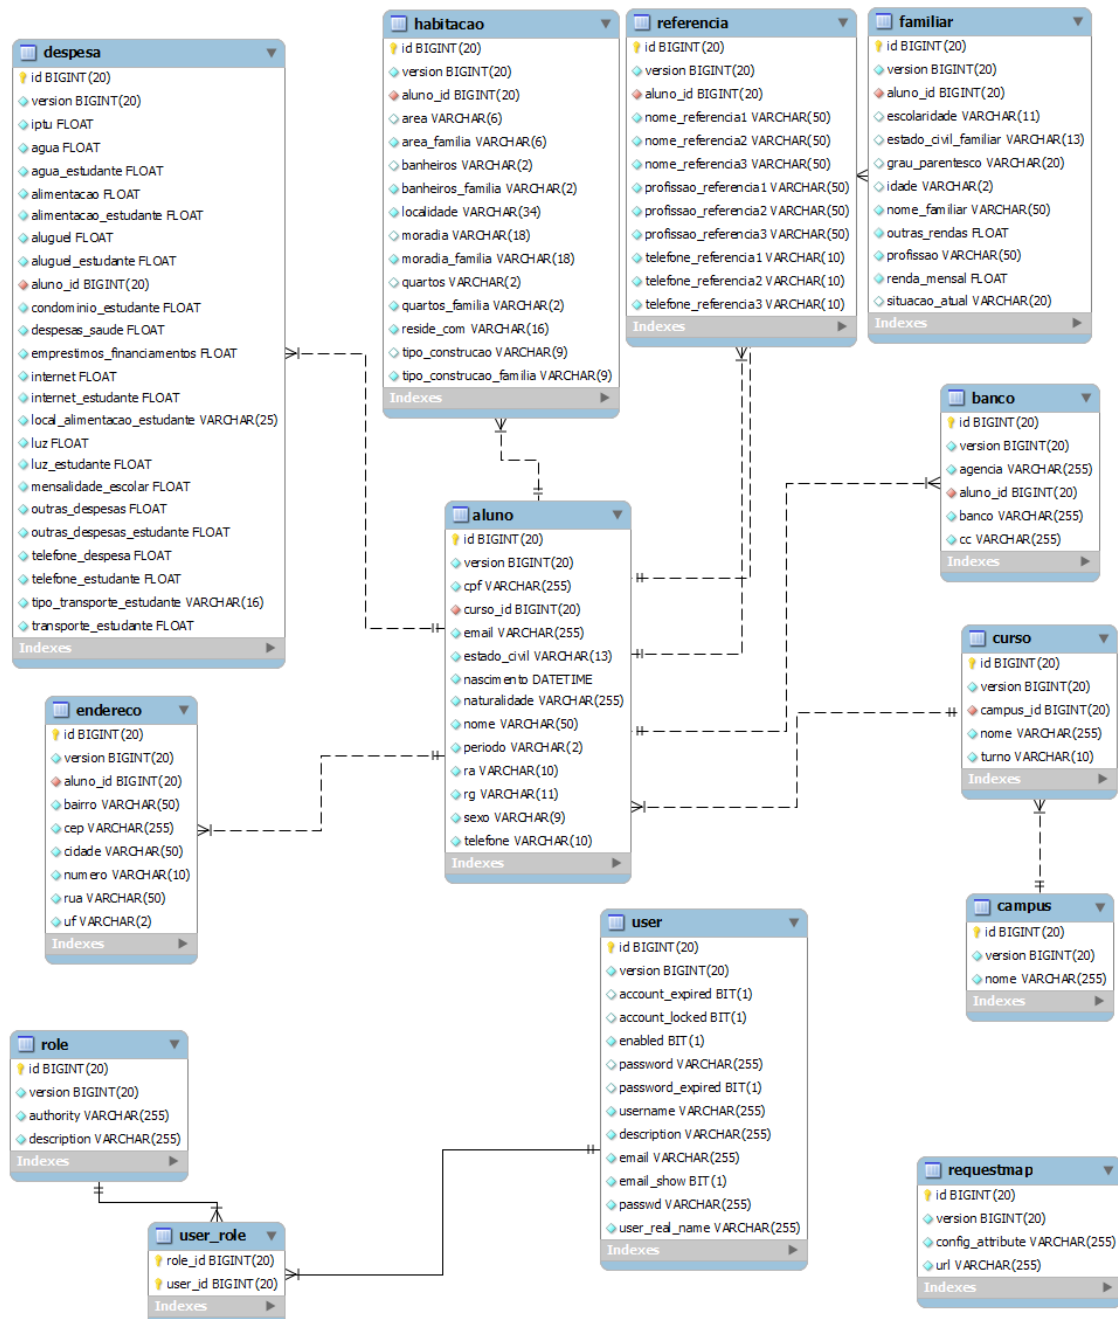 despesa
id BIGINT(20)
version BIGINT(20)
iptu FLOAT
agua FLOAT
agua_estudante FLOAT
alimentacao FLOAT
alimentacao_estudante FLOAT
aluguel FLOAT
aluguel_estudante FLOAT
aluno_id BIGINT(20)
condominio_estudante FLOAT
despesas_saude FLOAT
emprestimos_financiamentos FLOAT
internet FLOAT
internet_estudante FLOAT
local_alimentacao_estudante VARCHAR(25)
luz FLOAT
luz_estudante FLOAT
mensalidade_escolar FLOAT
outras_despesas FLOAT
outras_despesas_estudante FLOAT
telefone_despesa FLOAT
telefone_estudante FLOAT
tipo_transporte_estudante VARCHAR(16)
transporte_estudante FLOAT
Indexes
habitacao
id BIGINT(20)
version BIGINT(20)
aluno_id BIGINT(20)
area VARCHAR(6)
area_familia VARCHAR(6)
banheiros VARCHAR(2)
banheiros_familia VARCHAR(2)
localidade VARCHAR(34)
moradia VARCHAR(18)
moradia_familia VARCHAR(18)
quartos VARCHAR(2)
quartos_familia VARCHAR(2)
reside_com VARCHAR(16)
tipo_construcao VARCHAR(9)
tipo_construcao_familia VARCHAR(9)
Indexes
referencia
id BIGINT(20)
version BIGINT(20)
aluno_id BIGINT(20)
nome_referencia1 VARCHAR(50)
nome_referencia2 VARCHAR(50)
nome_referencia3 VARCHAR(50)
profissao_referencia1 VARCHAR(50)
profissao_referencia2 VARCHAR(50)
profissao_referencia3 VARCHAR(50)
telefone_referencia1 VARCHAR(10)
telefone_referencia2 VARCHAR(10)
telefone_referencia3 VARCHAR(10)
Indexes
familiar
id BIGINT(20)
version BIGINT(20)
aluno_id BIGINT(20)
escolaridade VARCHAR(11)
estado_civil_familiar VARCHAR(13)
grau_parentesco VARCHAR(20)
idade VARCHAR(2)
nome_familiar VARCHAR(50)
outras_rendas FLOAT
profissao VARCHAR(50)
renda_mensal FLOAT
situacao_atual VARCHAR(20)
Indexes
banco
id BIGINT(20)
version BIGINT(20)
agencia VARCHAR(255)
aluno_id BIGINT(20)
banco VARCHAR(255)
cc VARCHAR(255)
Indexes
aluno
id BIGINT(20)
version BIGINT(20)
cpf VARCHAR(255)
curso_id BIGINT(20)
email VARCHAR(255)
estado_civil VARCHAR(13)
nascimento DATETIME
naturalidade VARCHAR(255)
nome VARCHAR(50)
periodo VARCHAR(2)
ra VARCHAR(10)
rg VARCHAR(11)
sexo VARCHAR(9)
telefone VARCHAR(10)
Indexes
curso
id BIGINT(20)
version BIGINT(20)
campus_id BIGINT(20)
nome VARCHAR(255)
turno VARCHAR(10)
Indexes
endereco
id BIGINT(20)
version BIGINT(20)
aluno_id BIGINT(20)
bairro VARCHAR(50)
cep VARCHAR(255)
cidade VARCHAR(50)
numero VARCHAR(10)
rua VARCHAR(50)
uf VARCHAR(2)
Indexes
campus
id BIGINT(20)
version BIGINT(20)
nome VARCHAR(255)
Indexes
user
id BIGINT(20)
version BIGINT(20)
account_expired BIT(1)
account_locked BIT(1)
enabled BIT(1)
password VARCHAR(255)
password_expired BIT(1)
username VARCHAR(255)
description VARCHAR(255)
email VARCHAR(255)
email_show BIT(1)
passwd VARCHAR(255)
user_real_name VARCHAR(255)
Indexes
role
id BIGINT(20)
version BIGINT(20)
authority VARCHAR(255)
description VARCHAR(255)
Indexes
user_role
role_id BIGINT(20)
user_id BIGINT(20)
Indexes
requestmap
id BIGINT(20)
version BIGINT(20)
config_attribute VARCHAR(255)
url VARCHAR(255)
Indexes